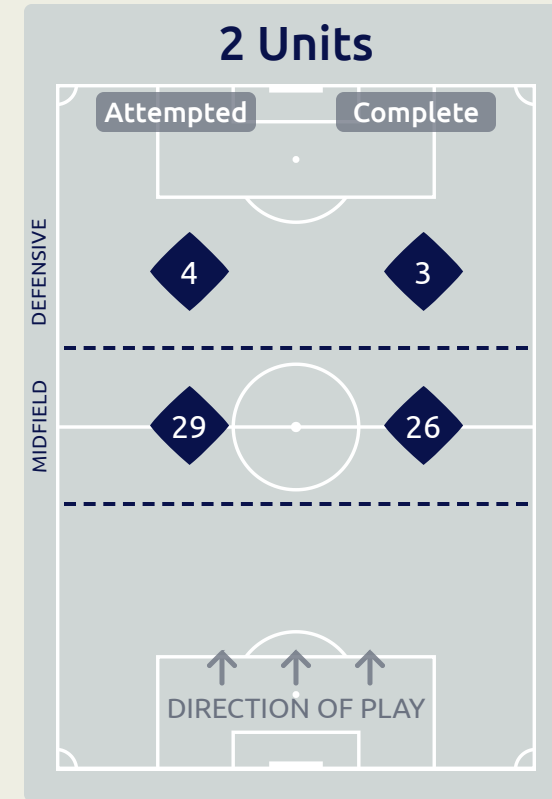 2 Units
Attempted
Complete
DEFENSIVE
4
3
MIDFIELD
29
26
DIRECTION OF PLAY